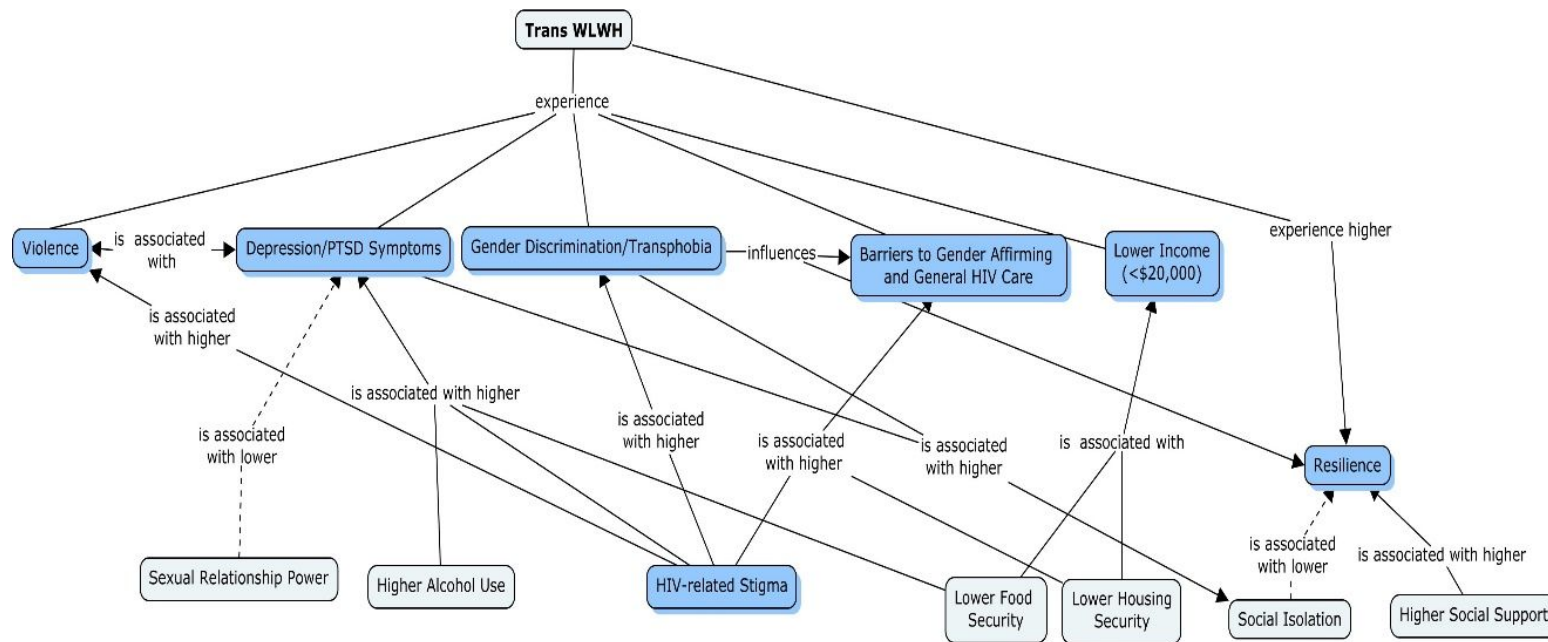 Trans WLWH
experience
experience higher
Violence
is associated
with
Depression/PTSD Symptoms
Gender Discrimination/Transphobia
influences
Barriers to Gender Affirming
and General HIV Care
Lower Income
(<$20,000)
is associated
with higher
is associated with higher
is associated
with lower
is associated
with higher
is associated
with higher
is associated
with higher
is associated with
Resilience
is associated
with lower
is associated with higher
Sexual Relationship Power
Higher Alcohol Use
HIV-related Stigma
Lower Food
Security
Lower Housing
Security
Social Isolation
Higher Social Support